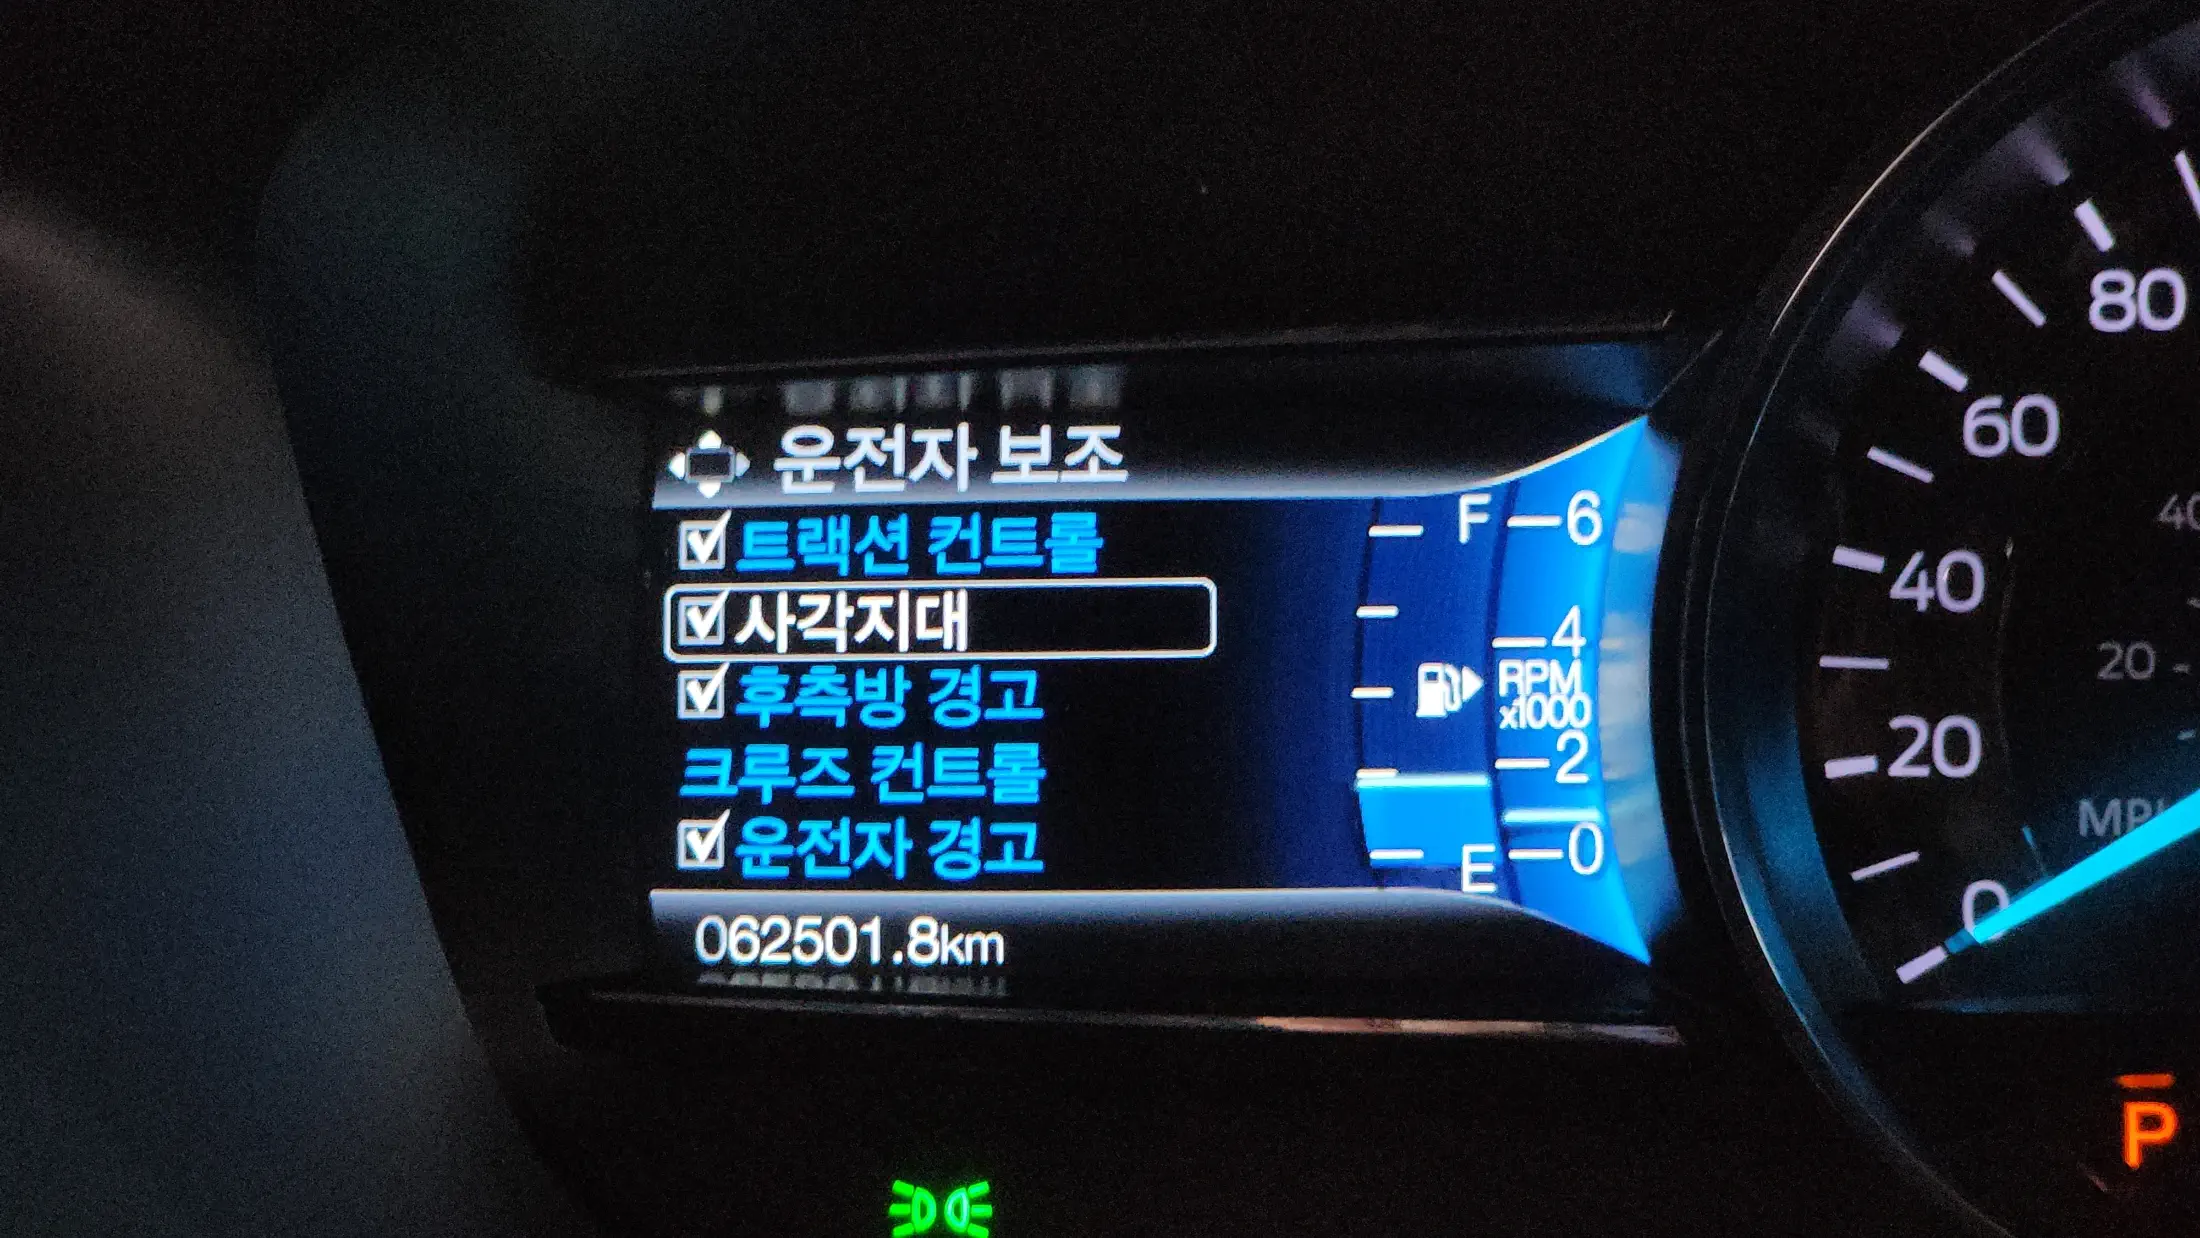 운전자 보조
트랙션 컨트롤
사각지대
후측방 경고
크루즈 컨트롤
운전자 경고
062501.8km
F
E
6
4
RPM
x1000
2
0
80
60
40
20
0
40
20
P